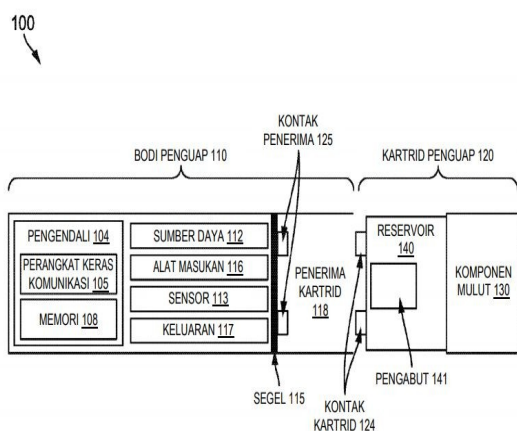 100
KONTAK
PENERIMA 125
BODI PENGUAP 110
KARTRID PENGUAP 120
PENGENDALI 104
PERANGKAT KERAS
KOMUNIKASI 105
MEMORI 108
SUMBER DAYA 112
ALAT MASUKAN 116
SENSOR 113
KELUARAN 117
PENERIMA
KARTRID
118
RESERVOIR
140
KOMPONEN
MULUT 130
SEGEL 115
KONTAK
KARTRID 124
PENGABUT 141